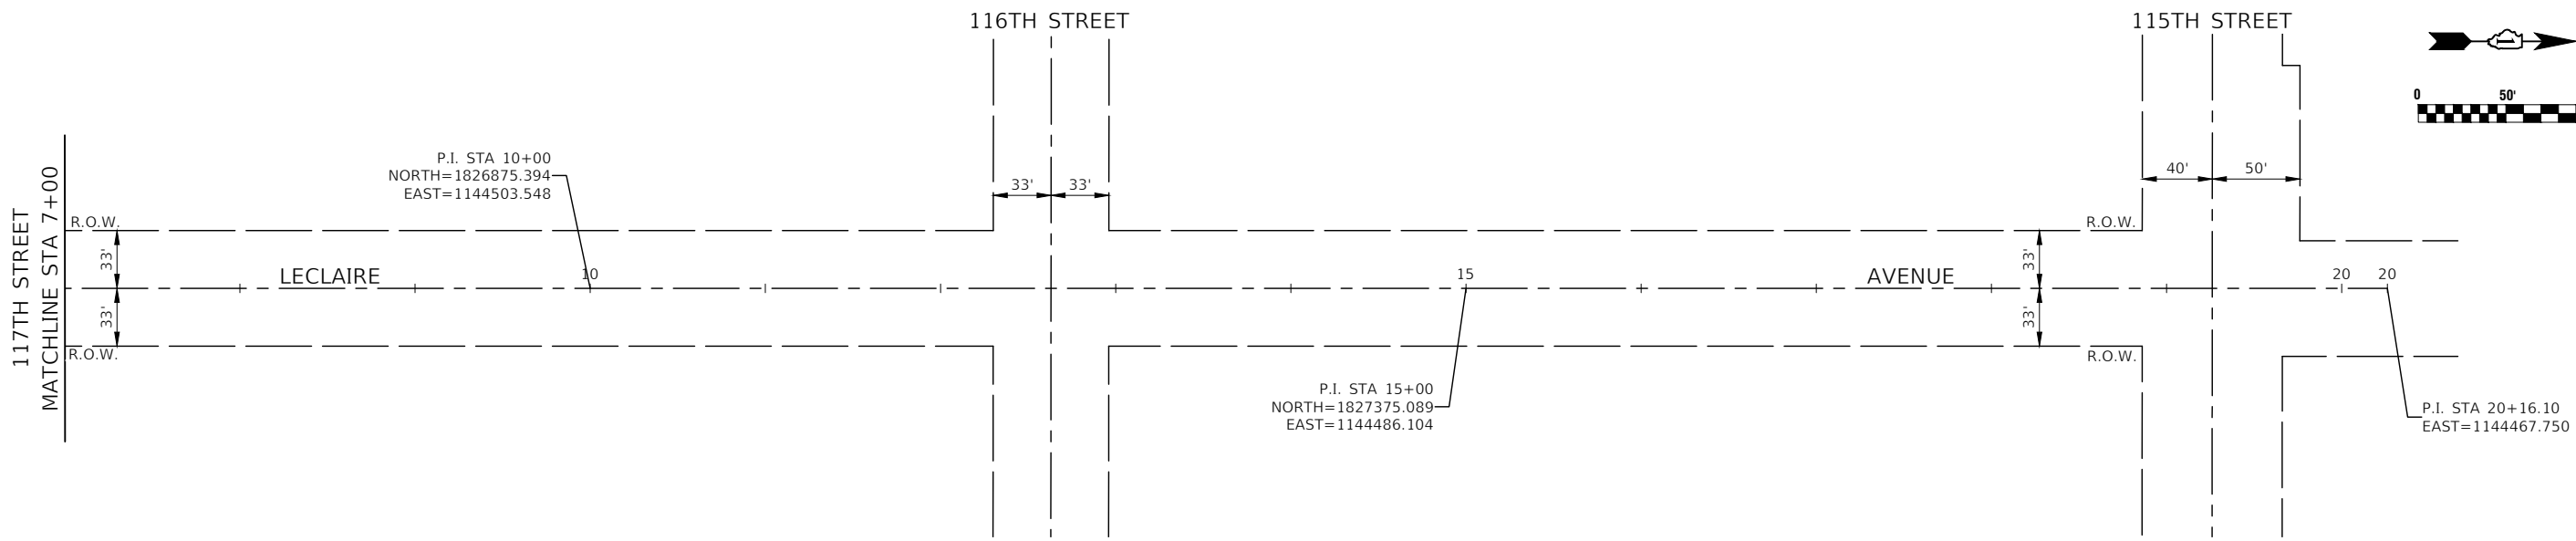 116TH STREET
115TH STREET
0 50'
P.I. STA 10+00
NORTH=1826875.394
EAST=1144503.548
40' 50'
33' 33'
117TH STREET
MATCHLINE STA 7+00
R.O.W.
R.O.W.
33'
33'
LECLAIRE
10
15
AVENUE
20 20
33'
33'
R.O.W.
R.O.W.
P.I. STA 15+00
NORTH=1827375.089
EAST=1144486.104
P.I. STA 20+16.10
EAST=1144467.750